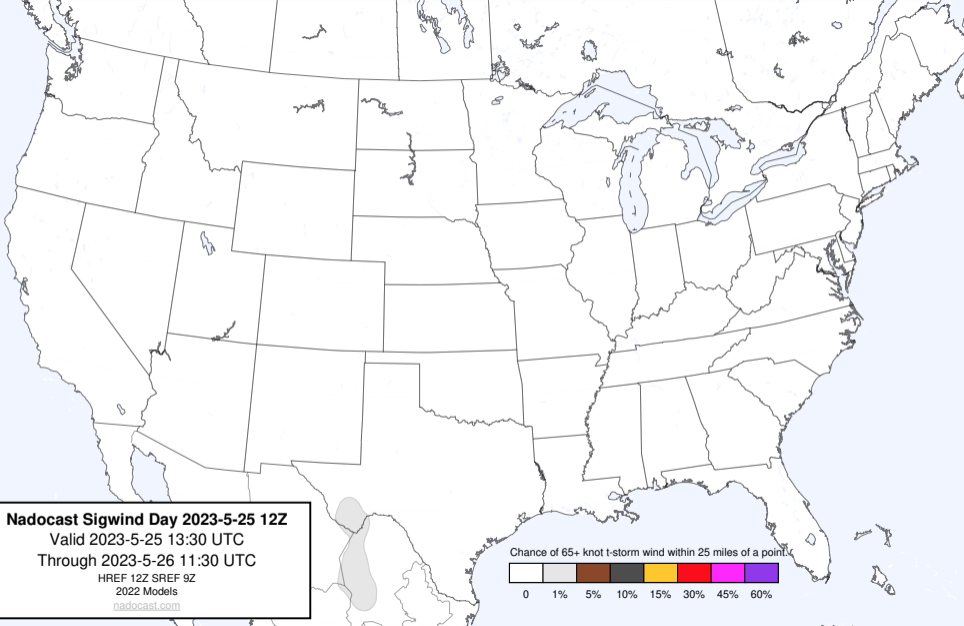 Nadocast Sigwind Day 2023-5-25 12Z
Valid 2023-5-25 13:30 UTC
Through 2023-5-26 11:30 UTC
HREF 12Z SREF 9Z
2022 Models
nadocast.com
Chance of 65+ knot t-storm wind within 25 miles of a point.
0 1% 5% 10% 15% 30% 45% 60%